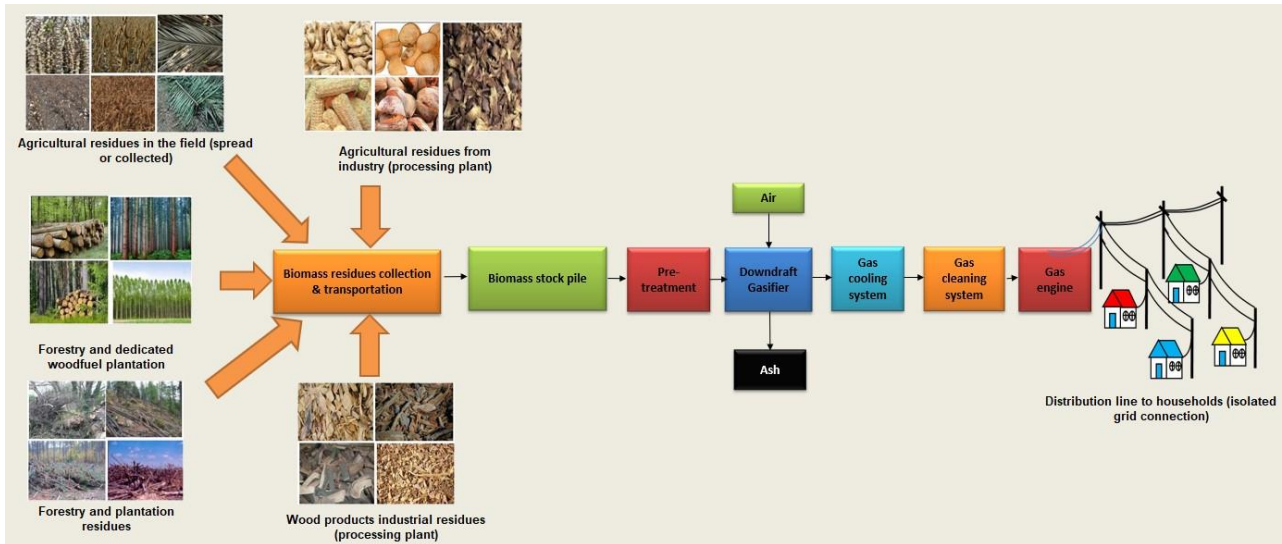 Agricultural residues in the field (spread
or collected)
Agricultural residues from
industry (processing plant)
Forestry and dedicated
woodfuel plantation
Forestry and plantation
residues
Wood products industrial residues
(processing plant)
Biomass residues collection
& transportation
Biomass stock pile
Pre-
treatment
Air
Downdraft
Gasifier
Ash
Gas
cooling
system
Gas
cleaning
system
Gas
engine
Distribution line to households (isolated
grid connection)